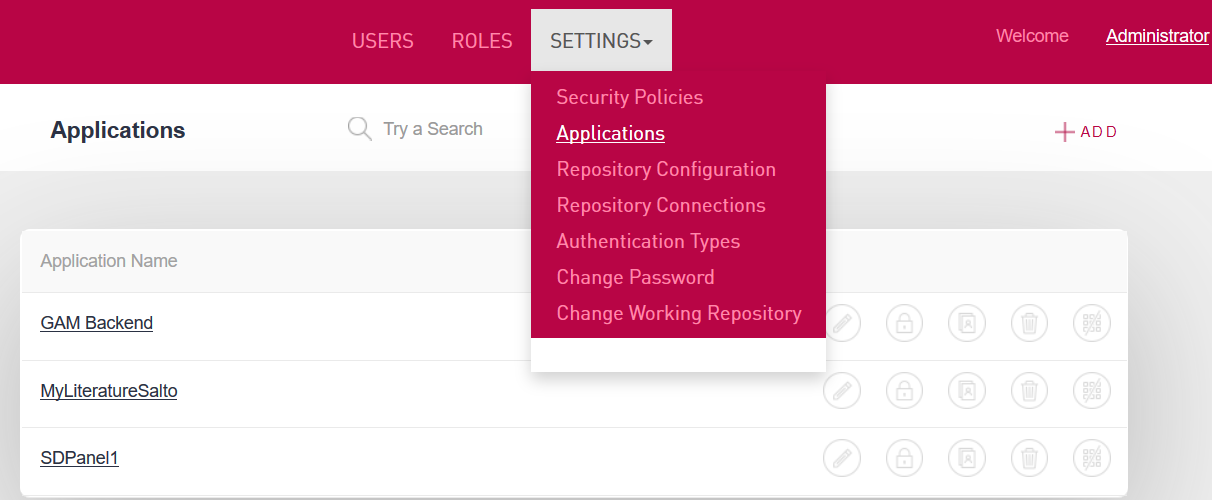 USERS ROLES SETTINGS Welcome Administrator
Security Policies
Applications Try a Search Applications ADD
Repository Configuration
Repository Connections
Authentication Types
Application Name
Change Password
Change Working Repository
GAM Backend
MyLiteratureSalto
SDPanel1